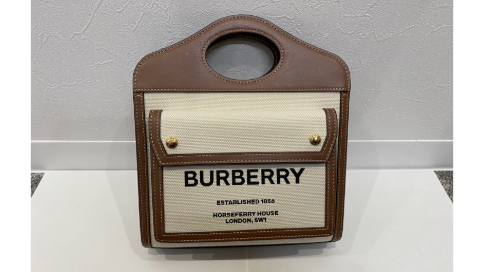 BURBERRY
ESTABLISHED 1856
HORSEFERRY HOUSE
LONDON, SW1